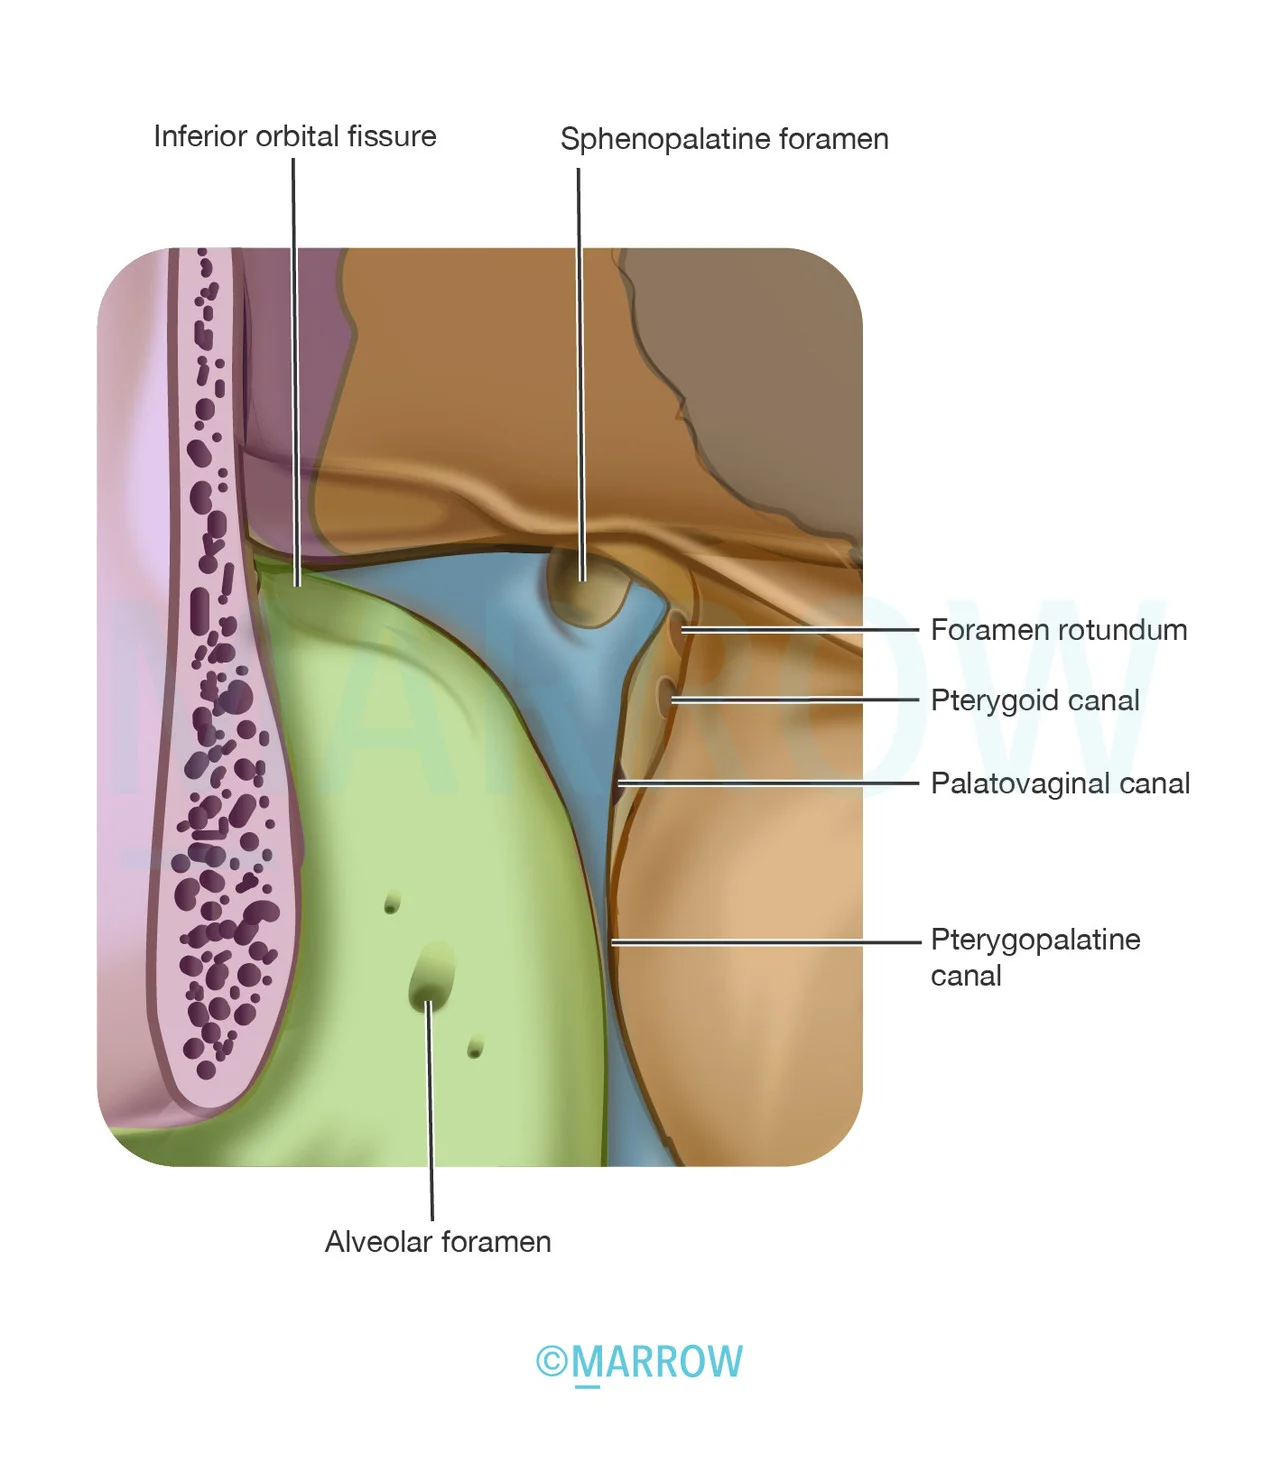 Inferior orbital fissure
Sphenopalatine foramen
MARROW
Foramen rotundum
Pterygoid canal
Palatovaginal canal
Pterygopalatine
canal
Alveolar foramen
©MARROW